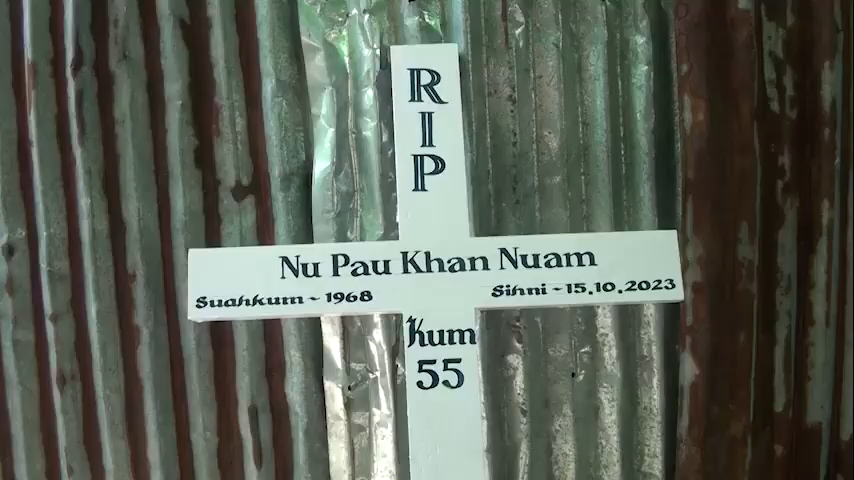 RIP
Nu Pau Khan Nuam
Suahkum ~ 1968
Sihni ~ 15.10.2023
Kum
55